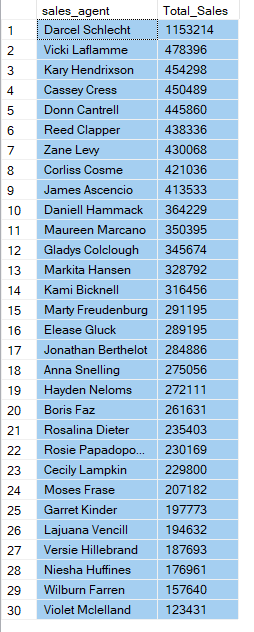 sales_agent Total_Sales
1 Darcel Schlecht 1153214
2 Vicki Laflamme 478396
3 Kary Hendrixson 454298
4 Cassey Cress 450489
5 Donn Cantrell 445860
6 Reed Clapper 438336
7 Zane Levy 430068
8 Corliss Cosme 421036
9 James Ascencio 413533
10 Daniell Hammack 364229
11 Maureen Marcano 350395
12 Gladys Colclough 345674
13 Markita Hansen 328792
14 Kami Bicknell 316456
15 Marty Freudenburg 291195
16 Elease Gluck 289195
17 Jonathan Berthelot 284886
18 Anna Snelling 275056
19 Hayden Neloms 272111
20 Boris Faz 261631
21 Rosalina Dieter 235403
22 Rosie Papadopo... 230169
23 Cecily Lampkin 229800
24 Moses Frase 207182
25 Garret Kinder 197773
26 Lajuana Vencill 194632
27 Versie Hillebrand 187693
28 Niesha Huffines 176961
29 Wilburn Farren 157640
30 Violet Mclelland 123431